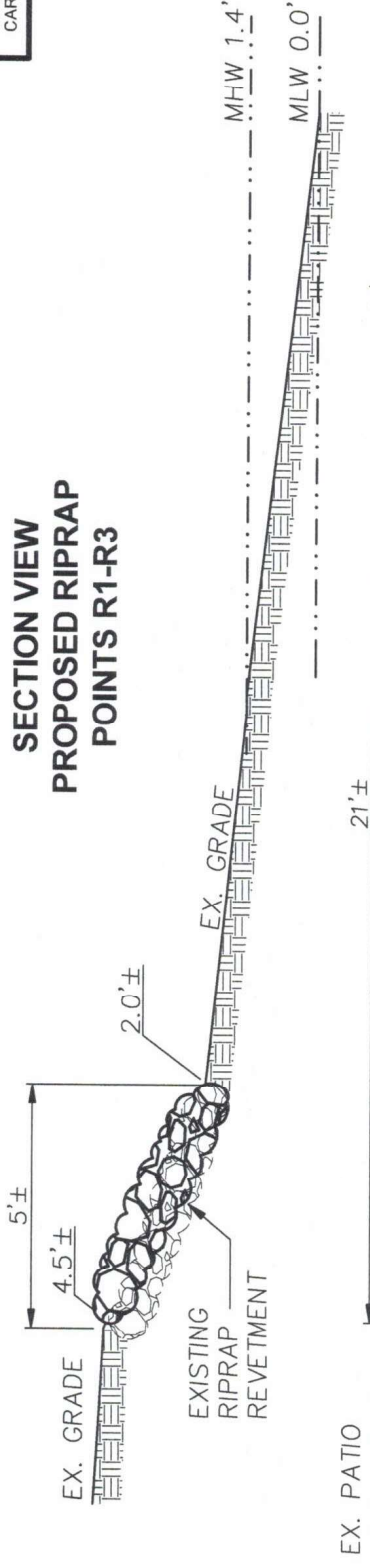 CAR
SECTION VIEW
PROPOSED RIPRAP
POINTS R1-R3
MHW 1.4'
MLW 0.0'
5'±
4.5'±
2.0'±
EX. GRADE
EX. GRADE
EXISTING
RIPRAP
REVETMENT
21'±
EX. PATIO